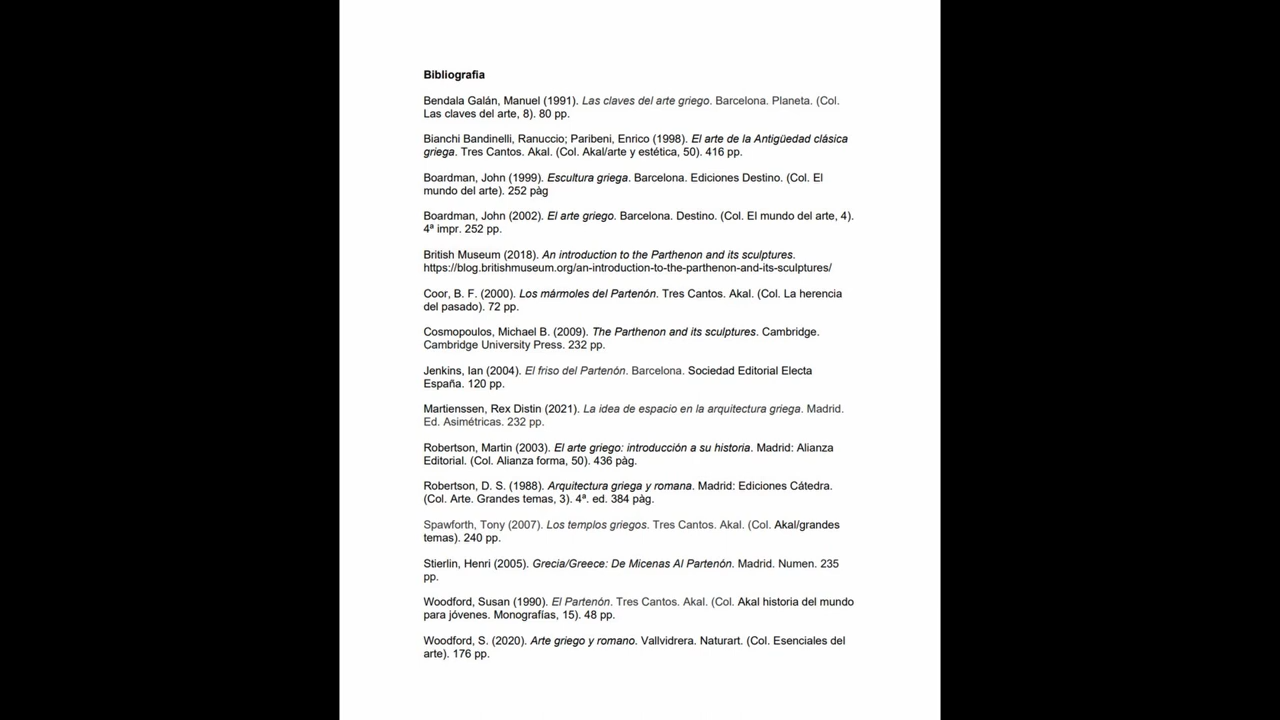 Bibliografia
Bendala Galán, Manuel (1991). Las claves del arte griego. Barcelona. Planeta. (Col.
Las claves del arte, 8). 80 pp.
Bianchi Bandinelli, Ranuccio; Paribeni, Enrico (1998). El arte de la Antigüedad clásica
griega. Tres Cantos. Akal. (Col. Akal/arte y estética, 50). 416 pp.
Boardman, John (1999). Escultura griega. Barcelona. Ediciones Destino. (Col. El
mundo del arte). 252 pàg
Boardman, John (2002). El arte griego. Barcelona. Destino. (Col. El mundo del arte, 4).
4ª impr. 252 pp.
British Museum (2018). An introduction to the Parthenon and its sculptures.
https://blog.britishmuseum.org/an-introduction-to-the-parthenon-and-its-sculptures/
Coor, B. F. (2000). Los mármoles del Partenón. Tres Cantos. Akal. (Col. La herencia
del pasado). 72 pp.
Cosmopoulos, Michael B. (2009). The Parthenon and its sculptures. Cambridge.
Cambridge University Press. 232 pp.
Jenkins, Ian (2004). El friso del Partenón. Barcelona. Sociedad Editorial Electa
España. 120 pp.
Martienssen, Rex Distin (2021). La idea de espacio en la arquitectura griega. Madrid.
Ed. Asimétricas. 232 pp.
Robertson, Martin (2003). El arte griego: introducción a su historia. Madrid: Alianza
Editorial. (Col. Alianza forma, 50). 436 pàg.
Robertson, D. S. (1988). Arquitectura griega y romana. Madrid: Ediciones Cátedra.
(Col. Arte. Grandes temas, 3). 4ª. ed. 384 pàg.
Spawforth, Tony (2007). Los templos griegos. Tres Cantos. Akal. (Col. Akal/grandes
temas). 240 pp.
Stierlin, Henri (2005). Grecia/Greece: De Micenas Al Partenón. Madrid. Numen. 235
pp.
Woodford, Susan (1990). El Partenón. Tres Cantos. Akal. (Col. Akal historia del mundo
para jóvenes. Monografías, 15). 48 pp.
Woodford, S. (2020). Arte griego y romano. Vallvidrera. Naturart. (Col. Esenciales del
arte). 176 pp.